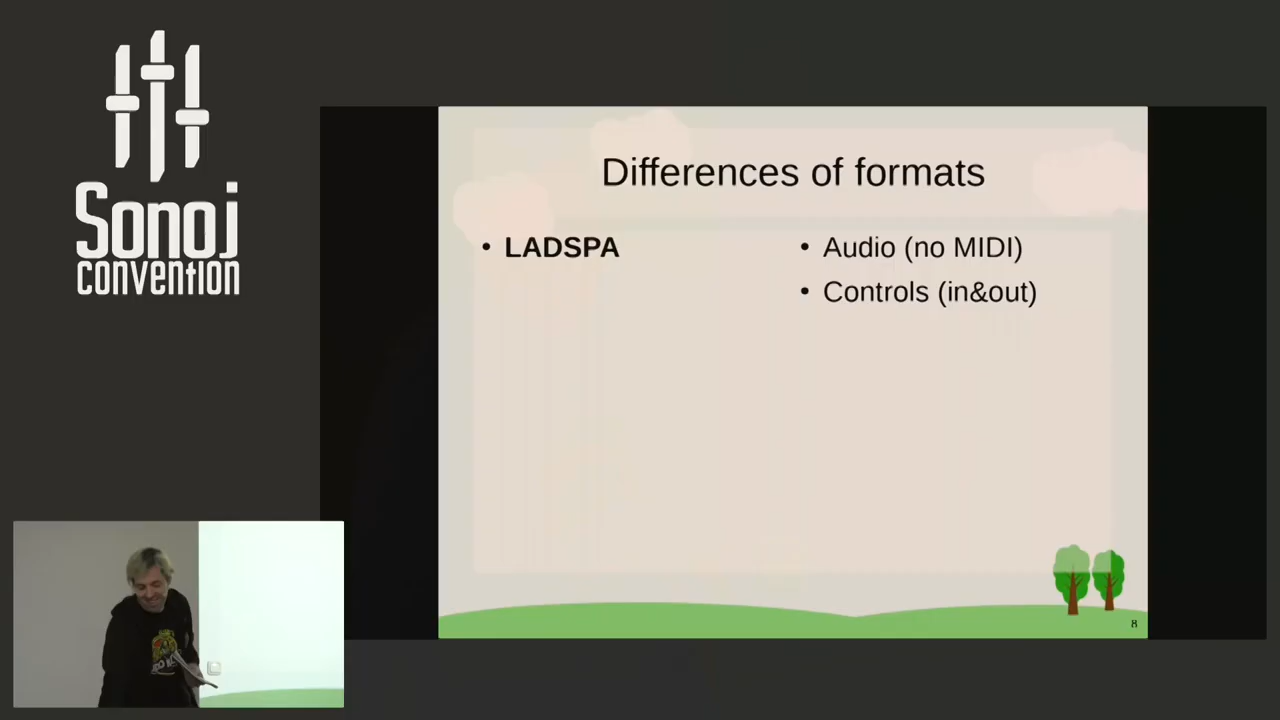 Sonoj
convention
Differences of formats
• LADSPA
• Audio (no MIDI)
• Controls (in&out)
8